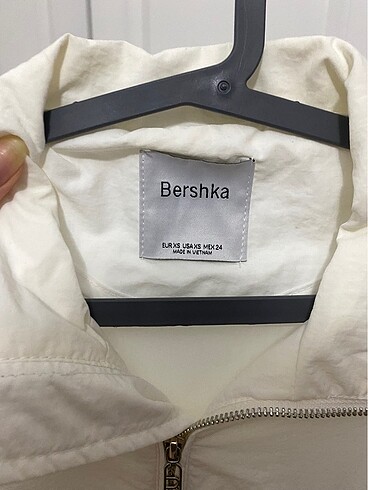 Bershka
EUR XS USA XS MEX 24
MADE IN VIETNAM